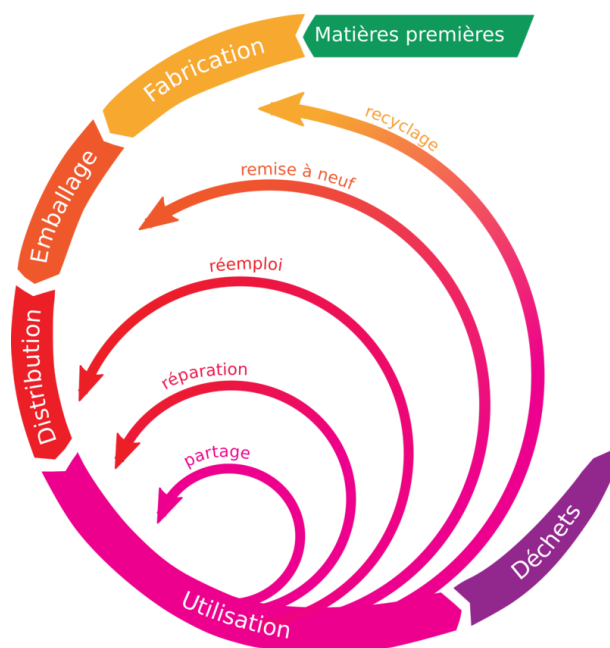 Matières premières
Fabrication
recyclage
Emballage
remise à neuf
réemploi
Distribution
réparation
partage
Déchets
Utilisation